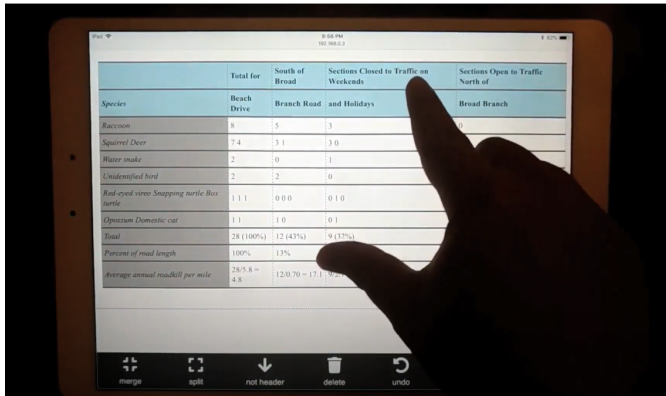 iPad 8:58 PM 82%
192.168.0.3
Total for South of Broad Sections Closed to Traffic on Weekends Sections Open to Traffic North of
Species Beach Drive Branch Road and Holidays Broad Branch
Raccoon 8 5 3 0
Squirrel Deer 7 4 3 1 3 0
Water snake 2 0 1
Unidentified bird 2 2 0
Red-eyed vireo Snapping turtle Box turtle 1 1 1 0 0 0 0 1 0
Opossum Domestic cat 1 1 1 0 0 1
Total 28 (100%) 12 (43%) 9 (32%)
Percent of road length 100% 13%
Average annual roadkill per mile 28/5.8 = 4.8 12/0.70 = 17.1
merge split not header delete undo